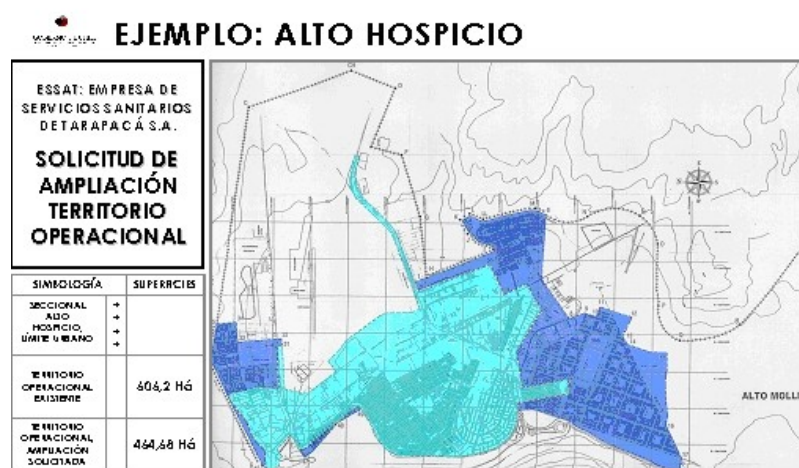 EJEMPLO: ALTO HOSPICIO
ESSAT: EMPRESA DE
SERVICIOS SANITARIOS
DE TARAPACÁ S.A.
SOLICITUD DE
AMPLIACIÓN
TERRITORIO
OPERACIONAL
SIMBOLOGÍA
SUPERFICIES
SECCIONAL
ALTO
HOSPICIO,
LÍMITE URBANO
TERRITORIO
OPERACIONAL
EXISTENTE
606,2 Há
TERRITORIO
OPERACIONAL,
AMPLIACIÓN
SOLICITADA
464,68 Há
ALTO MOLL